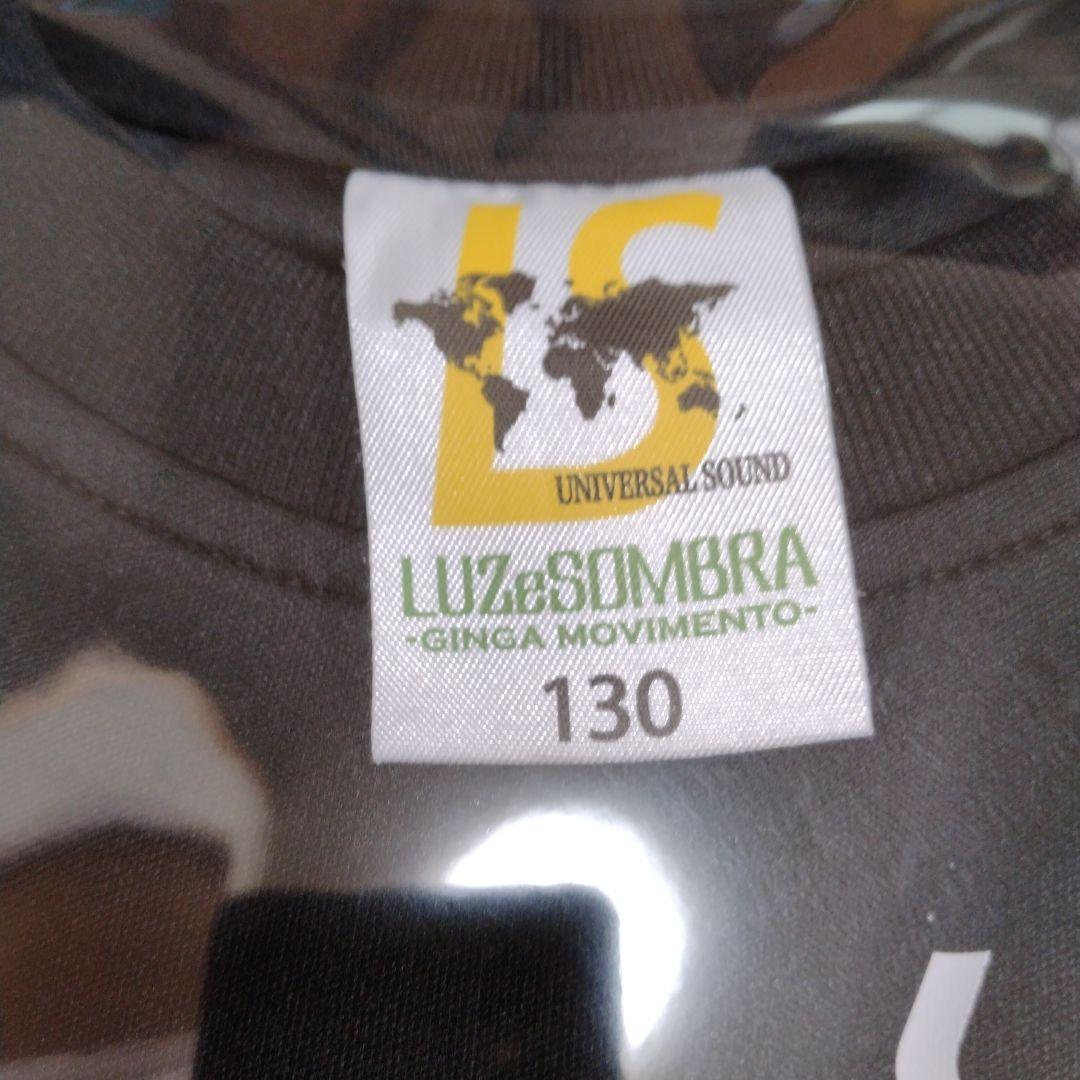 LS
UNIVERSAL SOUND
LUZeSOMBRA
-GINGA MOVIMENTO-
130